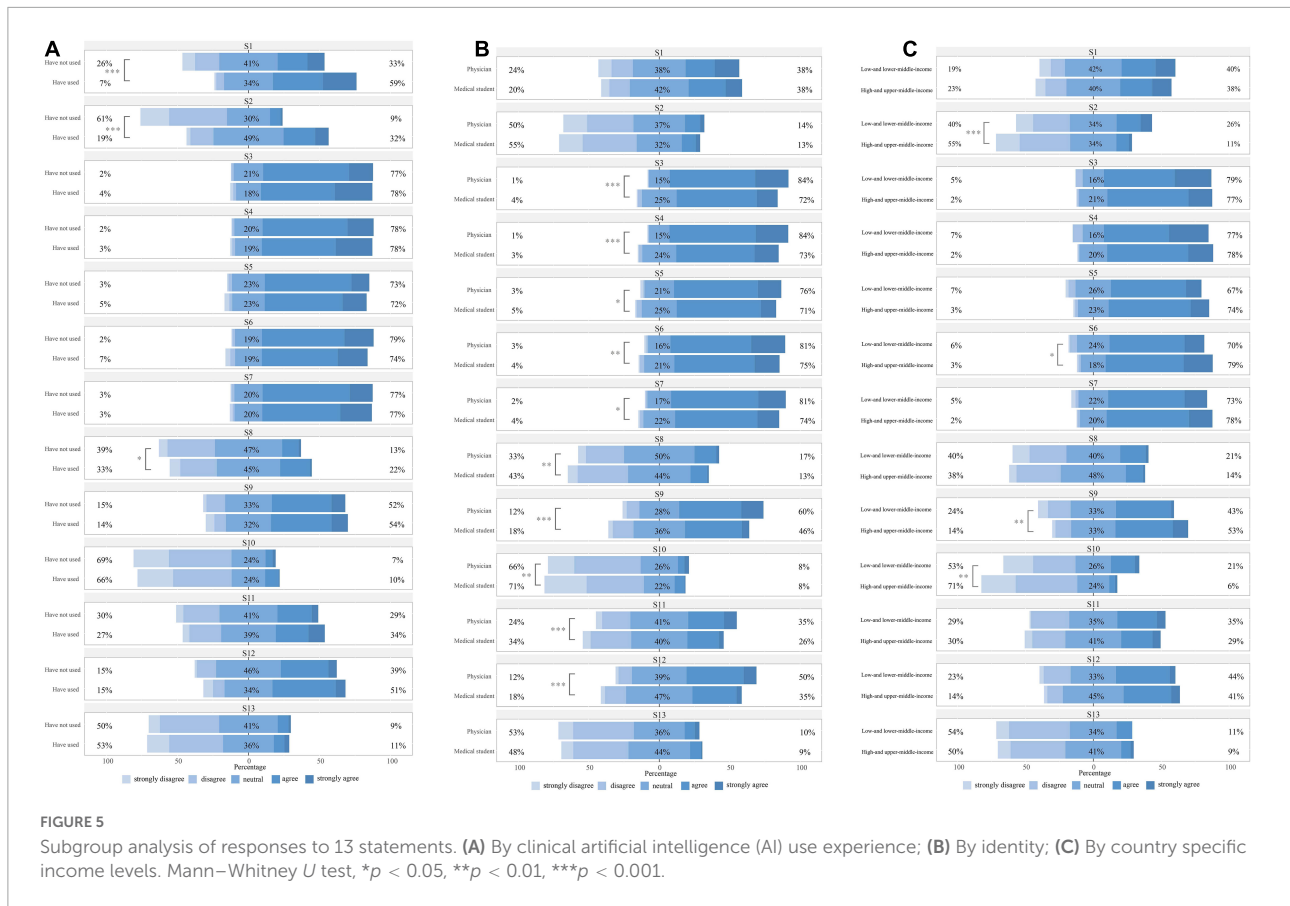 A
S1
Have not used 26% 41% 33%
***
Have used 7% 34% 59%
S2
Have not used 61% 30% 9%
***
Have used 19% 49% 32%
S3
Have not used 2% 21% 77%
Have used 4% 18% 78%
S4
Have not used 2% 20% 78%
Have used 3% 19% 78%
S5
Have not used 3% 23% 73%
Have used 5% 23% 72%
S6
Have not used 2% 19% 79%
Have used 7% 19% 74%
S7
Have not used 3% 20% 77%
Have used 3% 20% 77%
S8
Have not used 39% 47% 13%
*
Have used 33% 45% 22%
S9
Have not used 15% 33% 52%
Have used 14% 32% 54%
S10
Have not used 69% 24% 7%
Have used 66% 24% 10%
S11
Have not used 30% 41% 29%
Have used 27% 39% 34%
S12
Have not used 15% 46% 39%
Have used 15% 34% 51%
S13
Have not used 50% 41% 9%
Have used 53% 36% 11%
100 50 0 50 100
Percentage
strongly disagree disagree neutral agree strongly agree
B
S1
Physician 24% 38% 38%
Medical student 20% 42% 38%
S2
Physician 50% 37% 14%
Medical student 55% 32% 13%
S3
Physician 1% 15% 84%
***
Medical student 4% 25% 72%
S4
Physician 1% 15% 84%
***
Medical student 3% 24% 73%
S5
Physician 3% 21% 76%
*
Medical student 5% 25% 71%
S6
Physician 3% 16% 81%
**
Medical student 4% 21% 75%
S7
Physician 2% 17% 81%
*
Medical student 4% 22% 74%
S8
Physician 33% 50% 17%
**
Medical student 43% 44% 13%
S9
Physician 12% 28% 60%
***
Medical student 18% 36% 46%
S10
Physician 66% 26% 8%
**
Medical student 71% 22% 8%
S11
Physician 24% 41% 35%
***
Medical student 34% 40% 26%
S12
Physician 12% 39% 50%
***
Medical student 18% 47% 35%
S13
Physician 53% 36% 10%
Medical student 48% 44% 9%
100 50 0 50 100
Percentage
strongly disagree disagree neutral agree strongly agree
C
S1
Low-and lower-middle-income 19% 42% 40%
High-and upper-middle-income 23% 40% 38%
S2
Low-and lower-middle-income 40% 34% 26%
***
High-and upper-middle-income 55% 34% 11%
S3
Low-and lower-middle-income 5% 16% 79%
High-and upper-middle-income 2% 21% 77%
S4
Low-and lower-middle-income 7% 16% 77%
High-and upper-middle-income 2% 20% 78%
S5
Low-and lower-middle-income 7% 26% 67%
High-and upper-middle-income 3% 23% 74%
S6
Low-and lower-middle-income 6% 24% 70%
*
High-and upper-middle-income 3% 18% 79%
S7
Low-and lower-middle-income 5% 22% 73%
High-and upper-middle-income 2% 20% 78%
S8
Low-and lower-middle-income 40% 40% 21%
High-and upper-middle-income 38% 48% 14%
S9
Low-and lower-middle-income 24% 33% 43%
**
High-and upper-middle-income 14% 33% 53%
S10
Low-and lower-middle-income 53% 26% 21%
**
High-and upper-middle-income 71% 24% 6%
S11
Low-and lower-middle-income 29% 35% 35%
High-and upper-middle-income 30% 41% 29%
S12
Low-and lower-middle-income 23% 33% 44%
High-and upper-middle-income 14% 45% 41%
S13
Low-and lower-middle-income 54% 34% 11%
High-and upper-middle-income 50% 41% 9%
100 50 0 50 100
Percentage
strongly disagree disagree neutral agree strongly agree
FIGURE 5
Subgroup analysis of responses to 13 statements. (A) By clinical artificial intelligence (AI) use experience; (B) By identity; (C) By country specific
income levels. Mann–Whitney U test, *p < 0.05, **p < 0.01, ***p < 0.001.